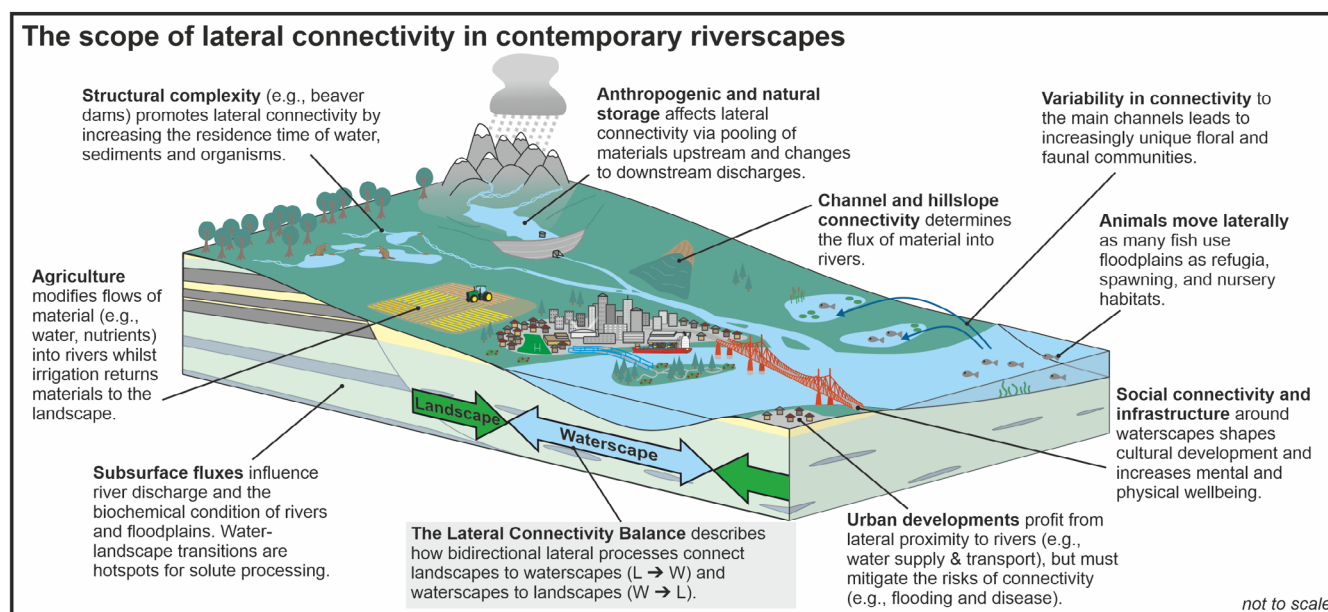 The scope of lateral connectivity in contemporary riverscapes
Structural complexity (e.g., beaver
dams) promotes lateral connectivity by
increasing the residence time of water,
sediments and organisms.
Anthropogenic and natural
storage affects lateral
connectivity via pooling of
materials upstream and changes
to downstream discharges.
Variability in connectivity to
the main channels leads to
increasingly unique floral and
faunal communities.
Channel and hillslope
connectivity determines
the flux of material into
rivers.
Animals move laterally
as many fish use
floodplains as refugia,
spawning, and nursery
habitats.
Agriculture
modifies flows of
material (e.g.,
water, nutrients)
into rivers whilst
irrigation returns
materials to the
landscape.
Landscape
Waterscape
Social connectivity and
infrastructure around
waterscapes shapes
cultural development and
increases mental and
physical wellbeing.
Subsurface fluxes influence
river discharge and the
biochemical condition of rivers
and floodplains. Water-
landscape transitions are
hotspots for solute processing.
The Lateral Connectivity Balance describes
how bidirectional lateral processes connect
landscapes to waterscapes (L ➔ W) and
waterscapes to landscapes (W ➔ L).
Urban developments profit from
lateral proximity to rivers (e.g.,
water supply & transport), but must
mitigate the risks of connectivity
(e.g., flooding and disease).
not to scale